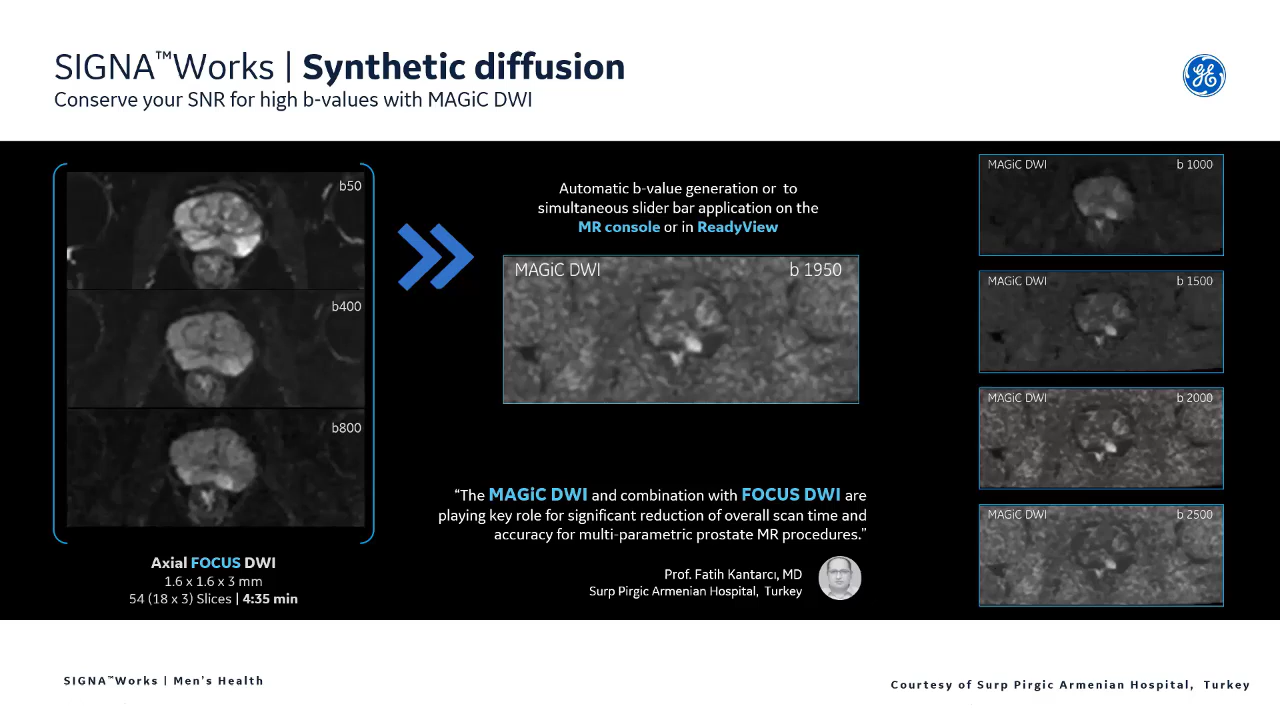 SIGNA™Works | Synthetic diffusion
Conserve your SNR for high b-values with MAGiC DWI
b50
b400
b800
Axial FOCUS DWI
1.6 x 1.6 x 3 mm
54 (18 x 3) Slices | 4:35 min
Automatic b-value generation or to
simultaneous slider bar application on the
MR console or in ReadyView
MAGiC DWI b 1950
“The MAGiC DWI and combination with FOCUS DWI are
playing key role for significant reduction of overall scan time and
accuracy for multi-parametric prostate MR procedures.”
Prof. Fatih Kantarcı, MD
Surp Pirgic Armenian Hospital, Turkey
MAGiC DWI b 1000
MAGiC DWI b 1500
MAGiC DWI b 2000
MAGiC DWI b 2500
SIGNA™Works | Men's Health
Courtesy of Surp Pirgic Armenian Hospital, Turkey